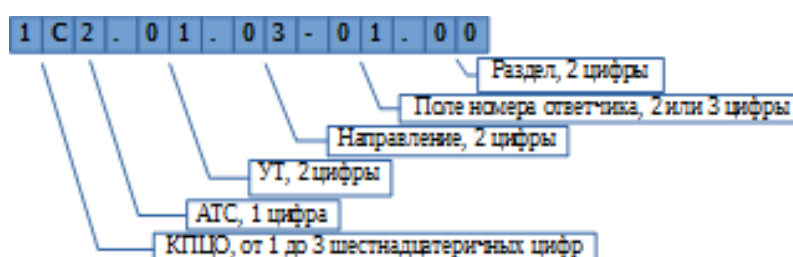 1C2.01.03-01.00
Раздел, 2 цифры
Поле номера ответчика, 2 или 3 цифры
Направление, 2 цифры
УТ, 2 цифры
АТС, 1 цифра
КПЦО, от 1 до 3 шестнадцатеричных цифр